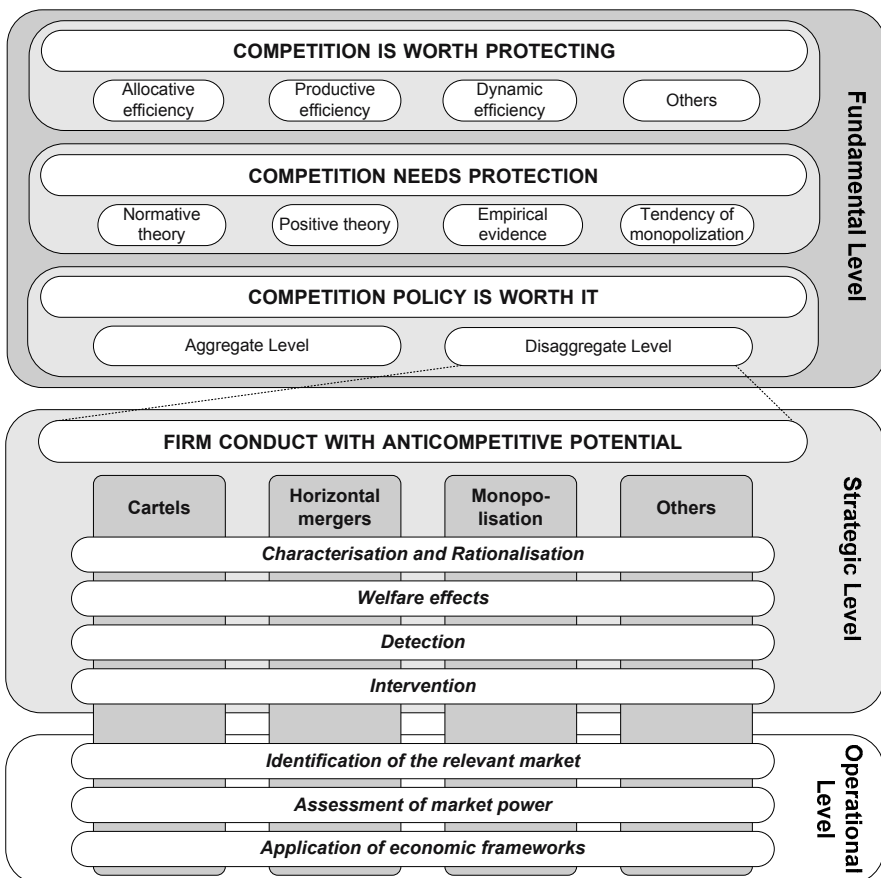 COMPETITION IS WORTH PROTECTING
Allocative
efficiency
Productive
efficiency
Dynamic
efficiency
Others
COMPETITION NEEDS PROTECTION
Normative
theory
Positive theory
Empirical
evidence
Tendency of
monopolization
COMPETITION POLICY IS WORTH IT
Aggregate Level
Disaggregate Level
Fundamental Level
FIRM CONDUCT WITH ANTICOMPETITIVE POTENTIAL
Cartels
Horizontal
mergers
Monopo-
lisation
Others
Characterisation and Rationalisation
Welfare effects
Detection
Intervention
Strategic Level
Identification of the relevant market
Assessment of market power
Application of economic frameworks
Operational
Level